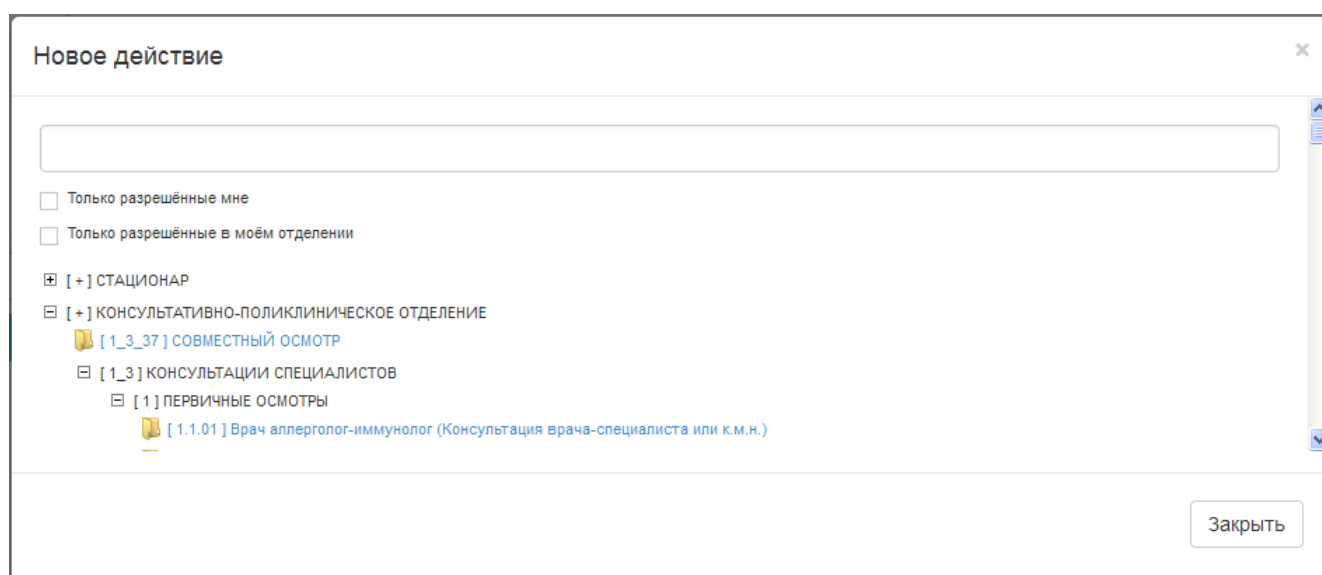 Новое действие
×
Только разрешённые мне
Только разрешённые в моём отделении
[ + ] СТАЦИОНАР
[ + ] КОНСУЛЬТАТИВНО-ПОЛИКЛИНИЧЕСКОЕ ОТДЕЛЕНИЕ
[ 1_3_37 ] СОВМЕСТНЫЙ ОСМОТР
[ 1_3 ] КОНСУЛЬТАЦИИ СПЕЦИАЛИСТОВ
[ 1 ] ПЕРВИЧНЫЕ ОСМОТРЫ
[ 1.1.01 ] Врач аллерголог-иммунолог (Консультация врача-специалиста или к.м.н.)
Закрыть